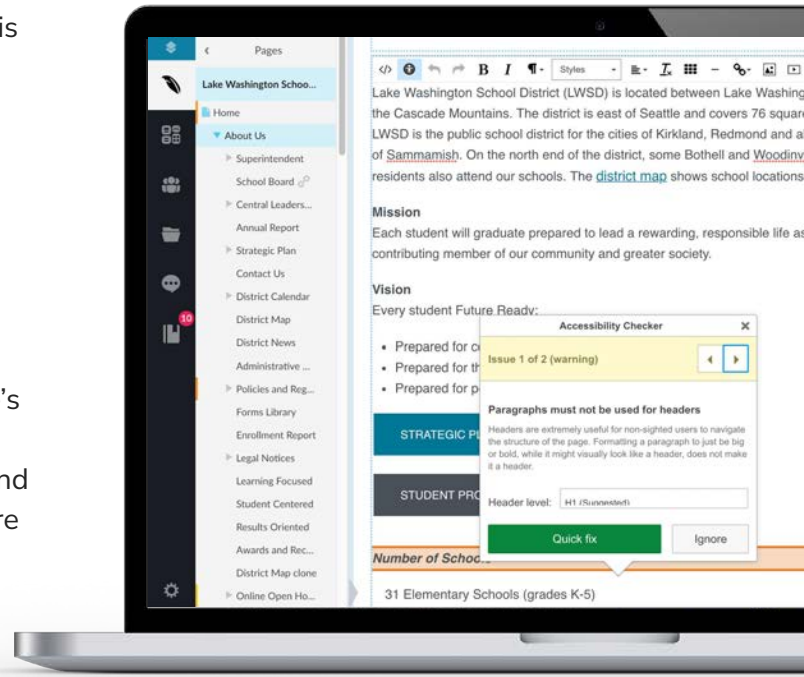 is
's
nd
re
Pages
Lake Washington Schoo...
Home
About Us
Superintendent
School Board
Central Leaders...
Annual Report
Strategic Plan
Contact Us
District Calendar
District Map
District News
Administrative ...
Policies and Reg...
Forms Library
Enrollment Report
Legal Notices
Learning Focused
Student Centered
Results Oriented
Awards and Rec...
District Map clone
Online Open Ho...
10
B I Styles
Lake Washington School District (LWSD) is located between Lake Washing
the Cascade Mountains. The district is east of Seattle and covers 76 square
LWSD is the public school district for the cities of Kirkland, Redmond and a
of Sammamish. On the north end of the district, some Bothell and Woodinv
residents also attend our schools. The district map shows school locations
Mission
Each student will graduate prepared to lead a rewarding, responsible life as
contributing member of our community and greater society.
Vision
Every student Future Ready:
• Prepared for c
• Prepared for th
• Prepared for p
STRATEGIC PL
STUDENT PRO
Number of Schools
31 Elementary Schools (grades K-5)
Accessibility Checker
Issue 1 of 2 (warning)
Paragraphs must not be used for headers
Headers are extremely useful for non-sighted users to navigate
the structure of the page. Formatting a paragraph to just be big
or bold, while it might visually look like a header, does not make
it a header.
Header level: H1 (Suggested)
Quick fix Ignore